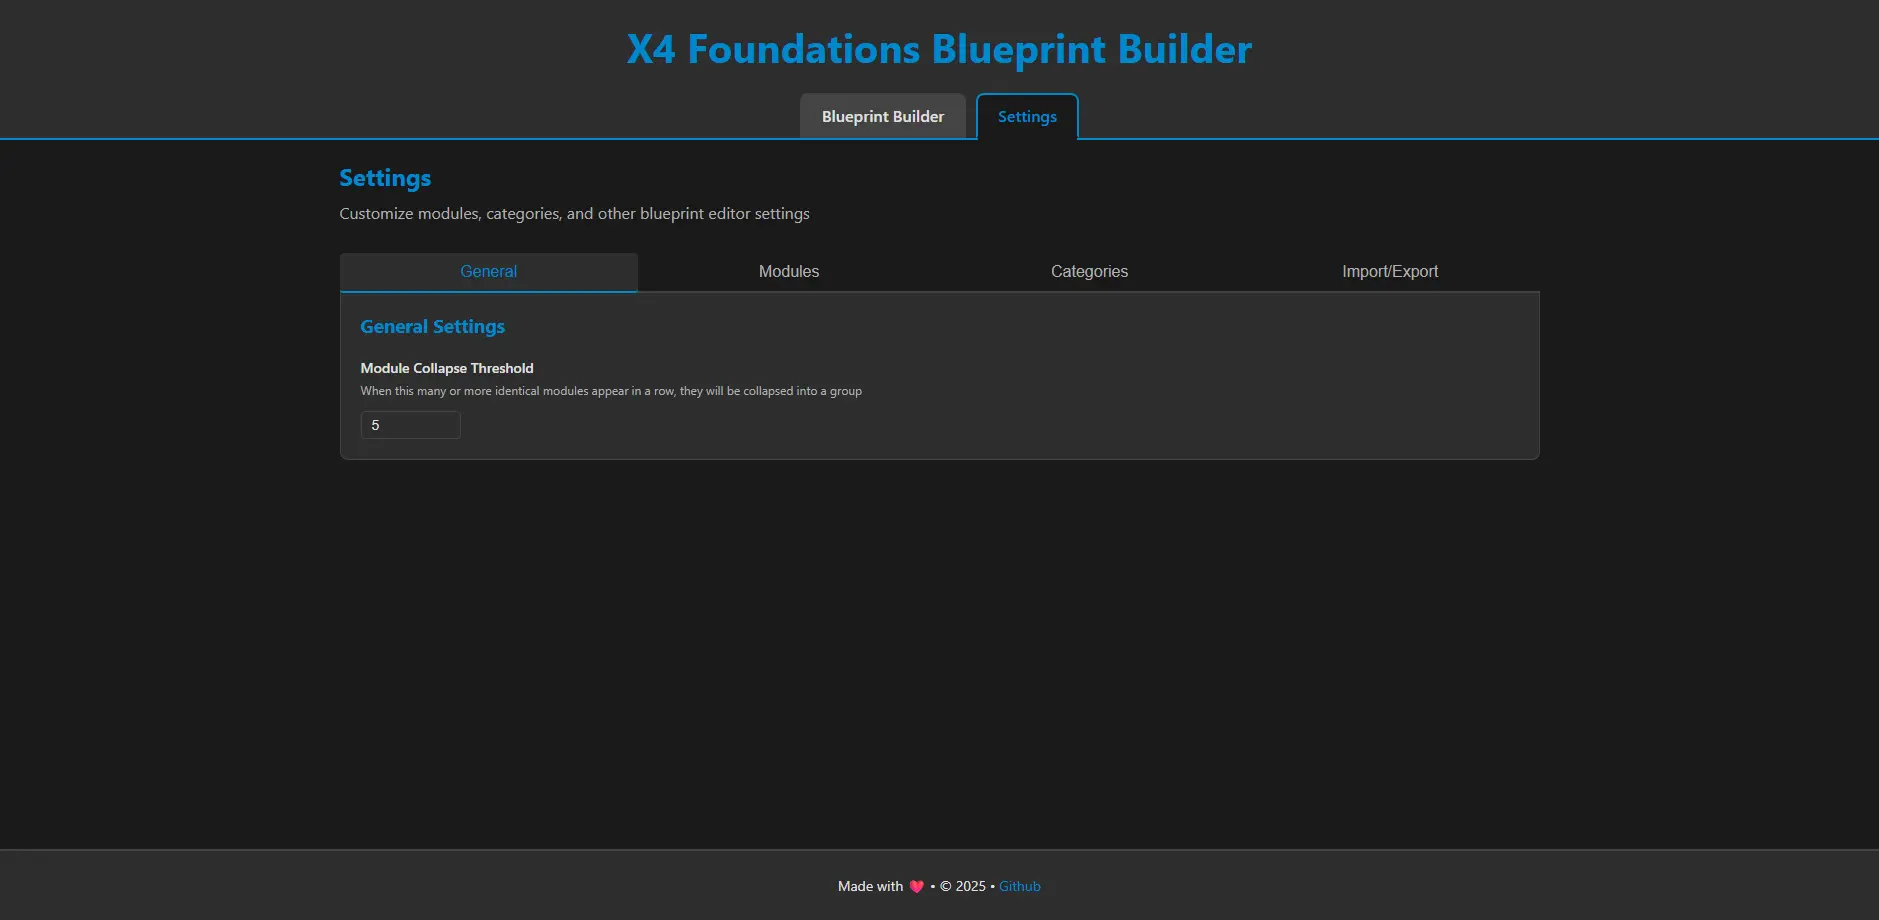 X4 Foundations Blueprint Builder
Blueprint Builder
Settings
Settings
Customize modules, categories, and other blueprint editor settings
General
Modules
Categories
Import/Export
General Settings
Module Collapse Threshold
When this many or more identical modules appear in a row, they will be collapsed into a group
5
Made with 💗 • © 2025 • Github